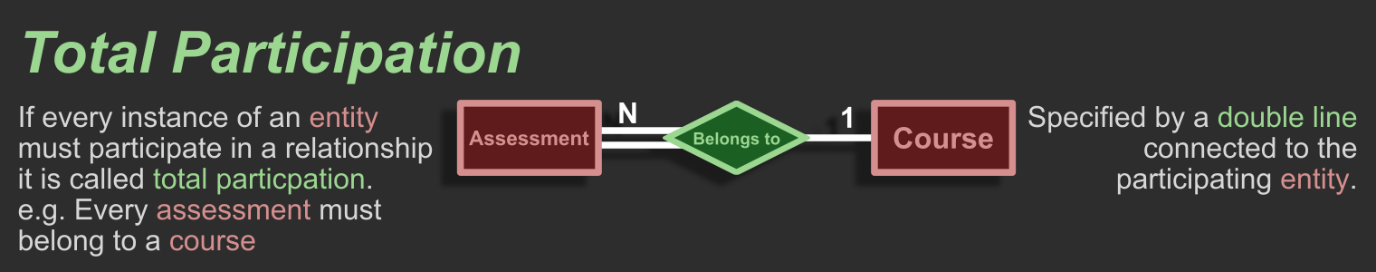 Total Participation
If every instance of an entity
must participate in a relationship
it is called total particpation.
e.g. Every assessment must
belong to a course
Assessment
N
Belongs to
1
Course
Specified by a double line
connected to the
participating entity.